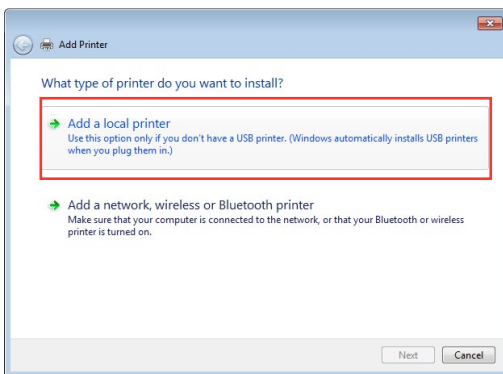 Add Printer
What type of printer do you want to install?
Add a local printer
Use this option only if you don't have a USB printer. (Windows automatically installs USB printers
when you plug them in.)
Add a network, wireless or Bluetooth printer
Make sure that your computer is connected to the network, or that your Bluetooth or wireless
printer is turned on.
Next
Cancel